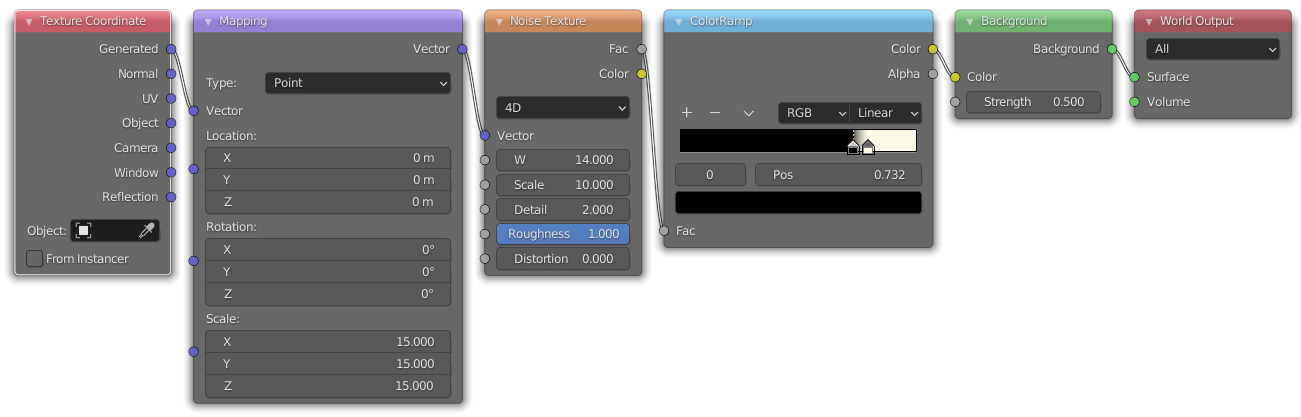 Texture Coordinate
Generated
Normal
UV
Object
Camera
Window
Reflection
Object:
From Instancer
Mapping
Vector
Type: Point
Vector
Location:
X 0 m
Y 0 m
Z 0 m
Rotation:
X 0°
Y 0°
Z 0°
Scale:
X 15.000
Y 15.000
Z 15.000
Noise Texture
Fac
Color
4D
Vector
W 14.000
Scale 10.000
Detail 2.000
Roughness 1.000
Distortion 0.000
ColorRamp
Color
Alpha
RGB Linear
0 Pos 0.732
Fac
Background
Background
Color
Strength 0.500
World Output
All
Surface
Volume